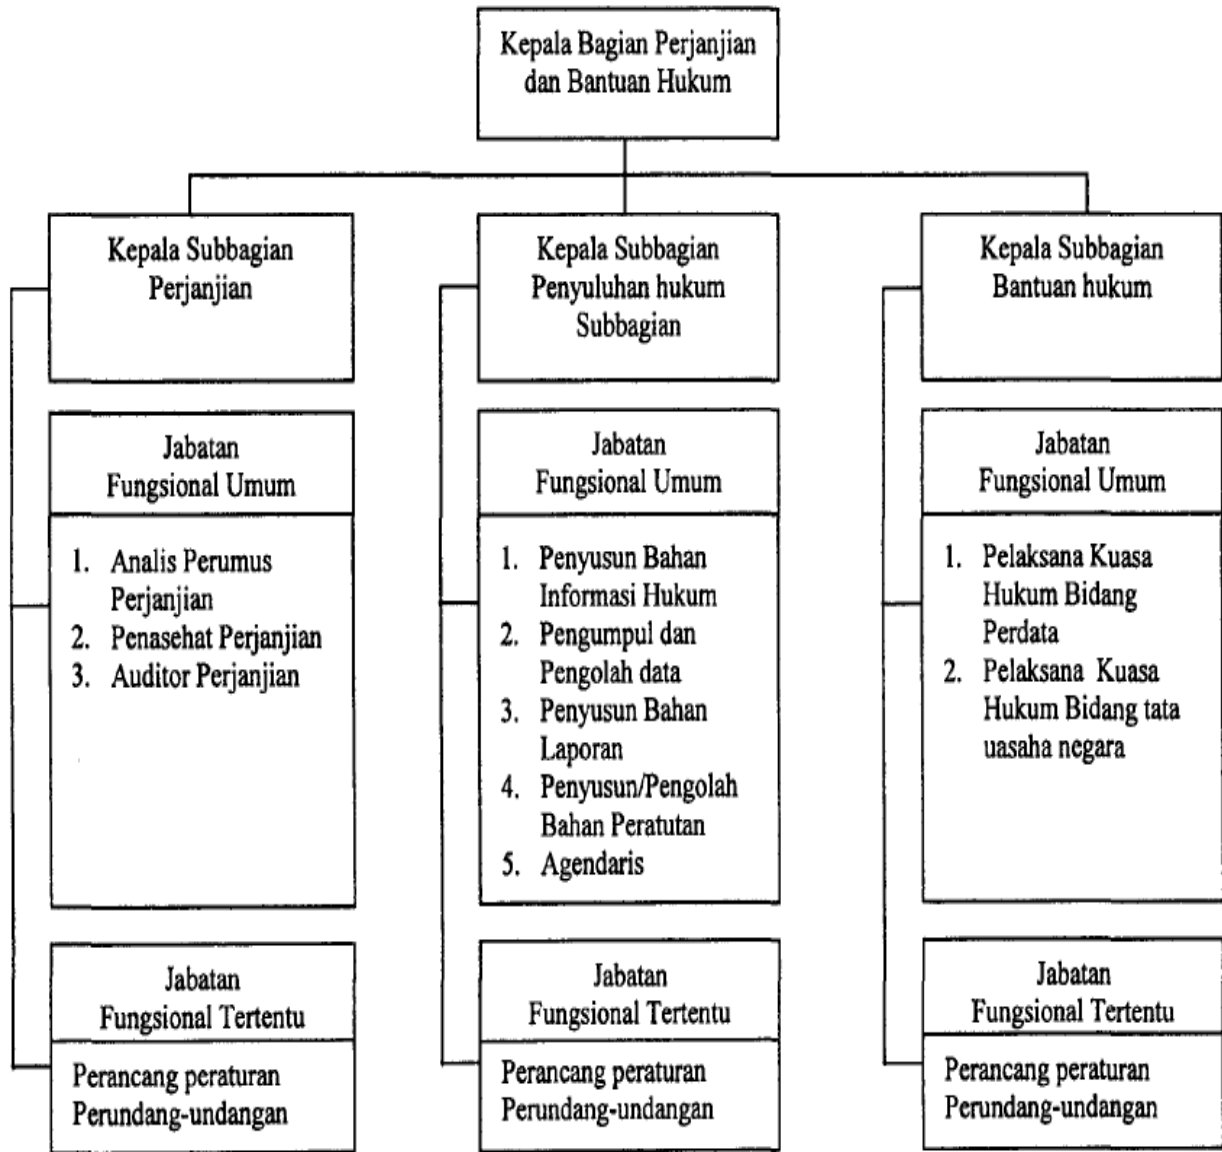 Kepala Bagian Perjanjian
dan Bantuan Hukum
Kepala Subbagian
Perjanjian
Kepala Subbagian
Penyuluhan hukum
Subbagian
Kepala Subbagian
Bantuan hukum
Jabatan
Fungsional Umum
1. Analis Perumus
Perjanjian
2. Penasehat Perjanjian
3. Auditor Perjanjian
Jabatan
Fungsional Umum
1. Penyusun Bahan
Informasi Hukum
2. Pengumpul dan
Pengolah data
3. Penyusun Bahan
Laporan
4. Penyusun/Pengolah
Bahan Peratutan
5. Agendaris
Jabatan
Fungsional Umum
1. Pelaksana Kuasa
Hukum Bidang
Perdata
2. Pelaksana Kuasa
Hukum Bidang tata
uasaha negara
Jabatan
Fungsional Tertentu
Perancang peraturan
Perundang-undangan
Jabatan
Fungsional Tertentu
Perancang peraturan
Perundang-undangan
Jabatan
Fungsional Tertentu
Perancang peraturan
Perundang-undangan